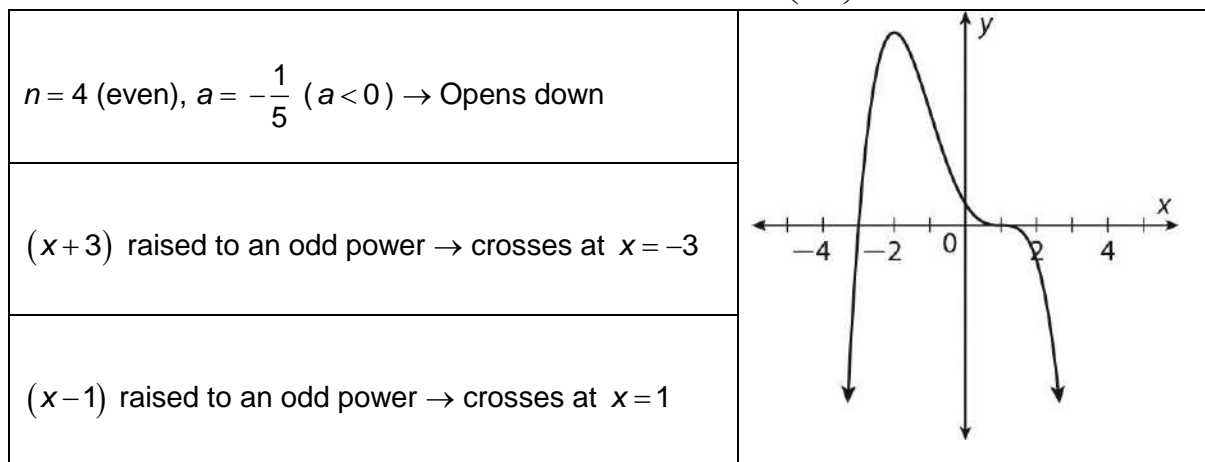 n = 4 (even), a = −1/5 (a < 0) → Opens down
(x + 3) raised to an odd power → crosses at x = −3
(x − 1) raised to an odd power → crosses at x = 1
y
x
−4 −2 0 2 4